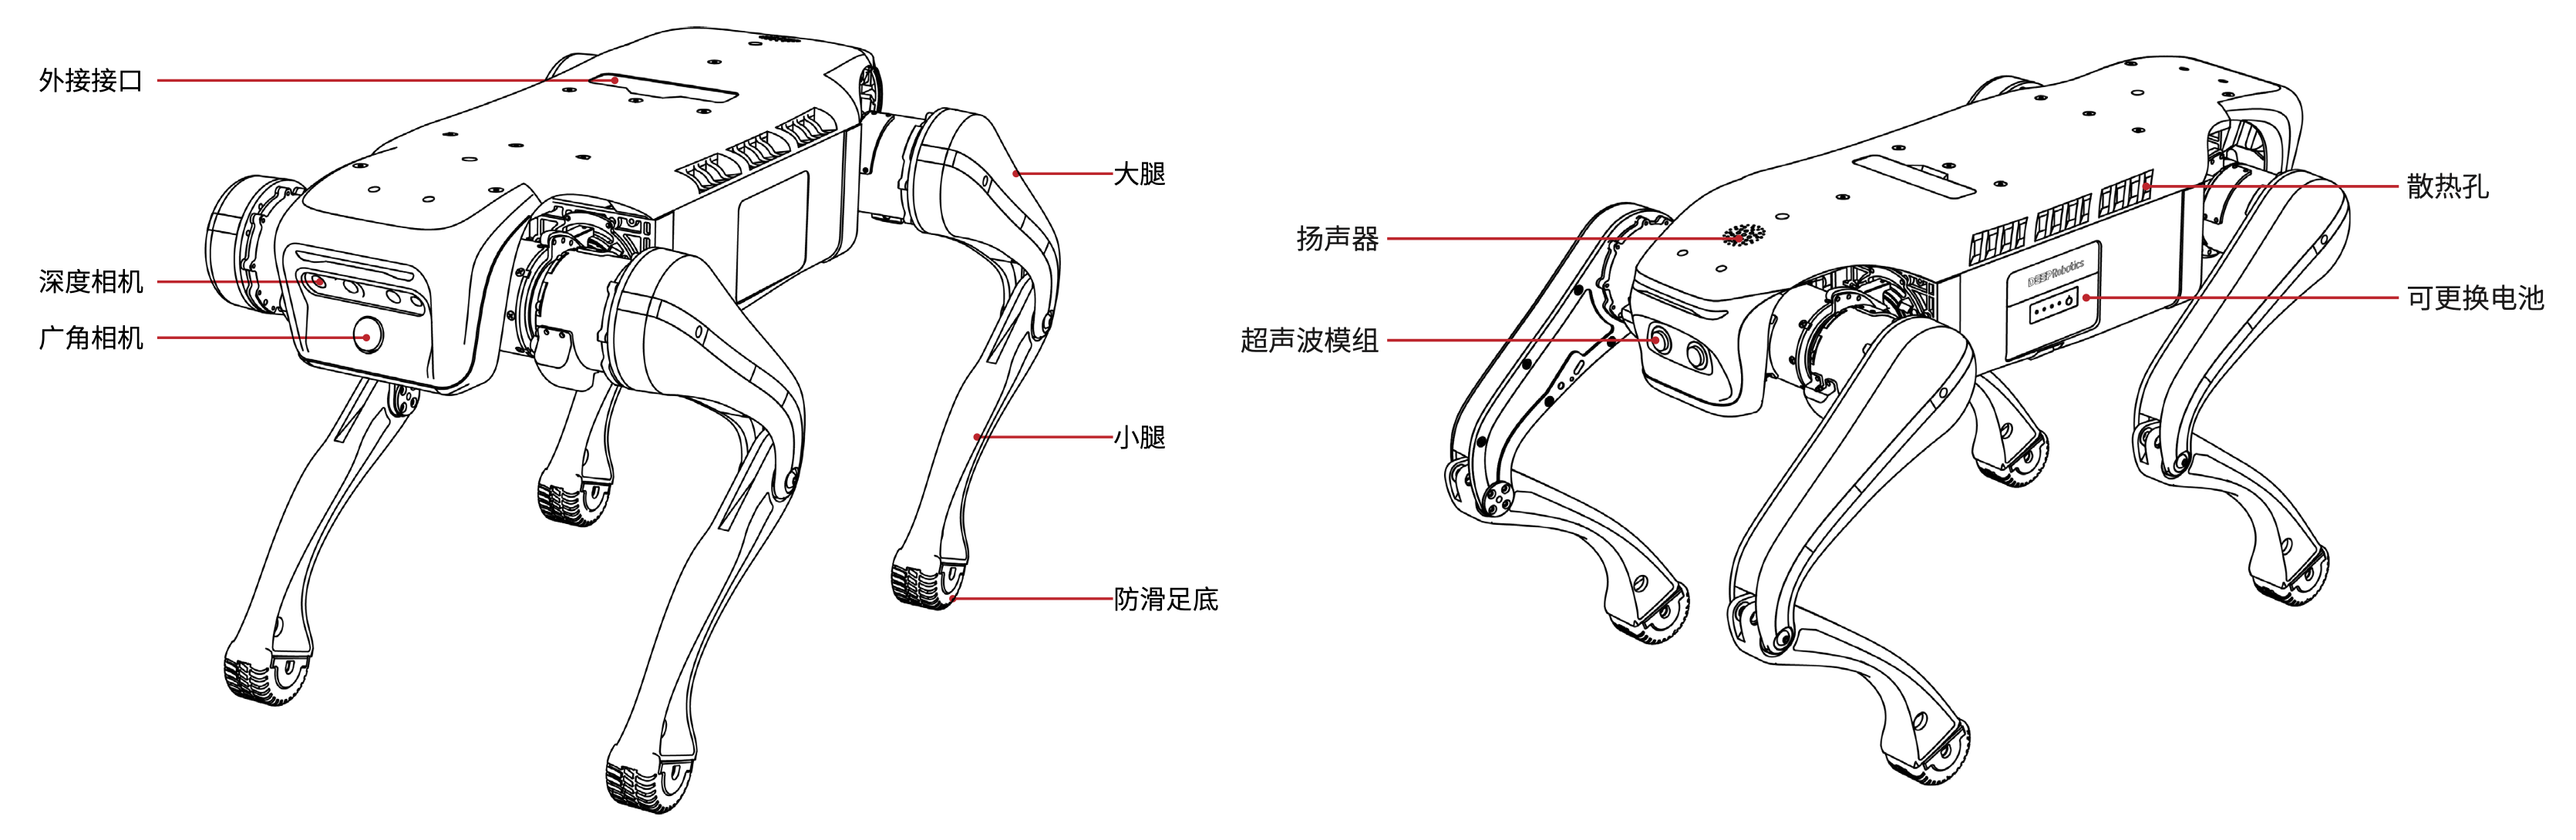 外接接口
深度相机
广角相机
大腿
小腿
防滑足底
扬声器
超声波模组
散热孔
可更换电池
DEEPRobotics